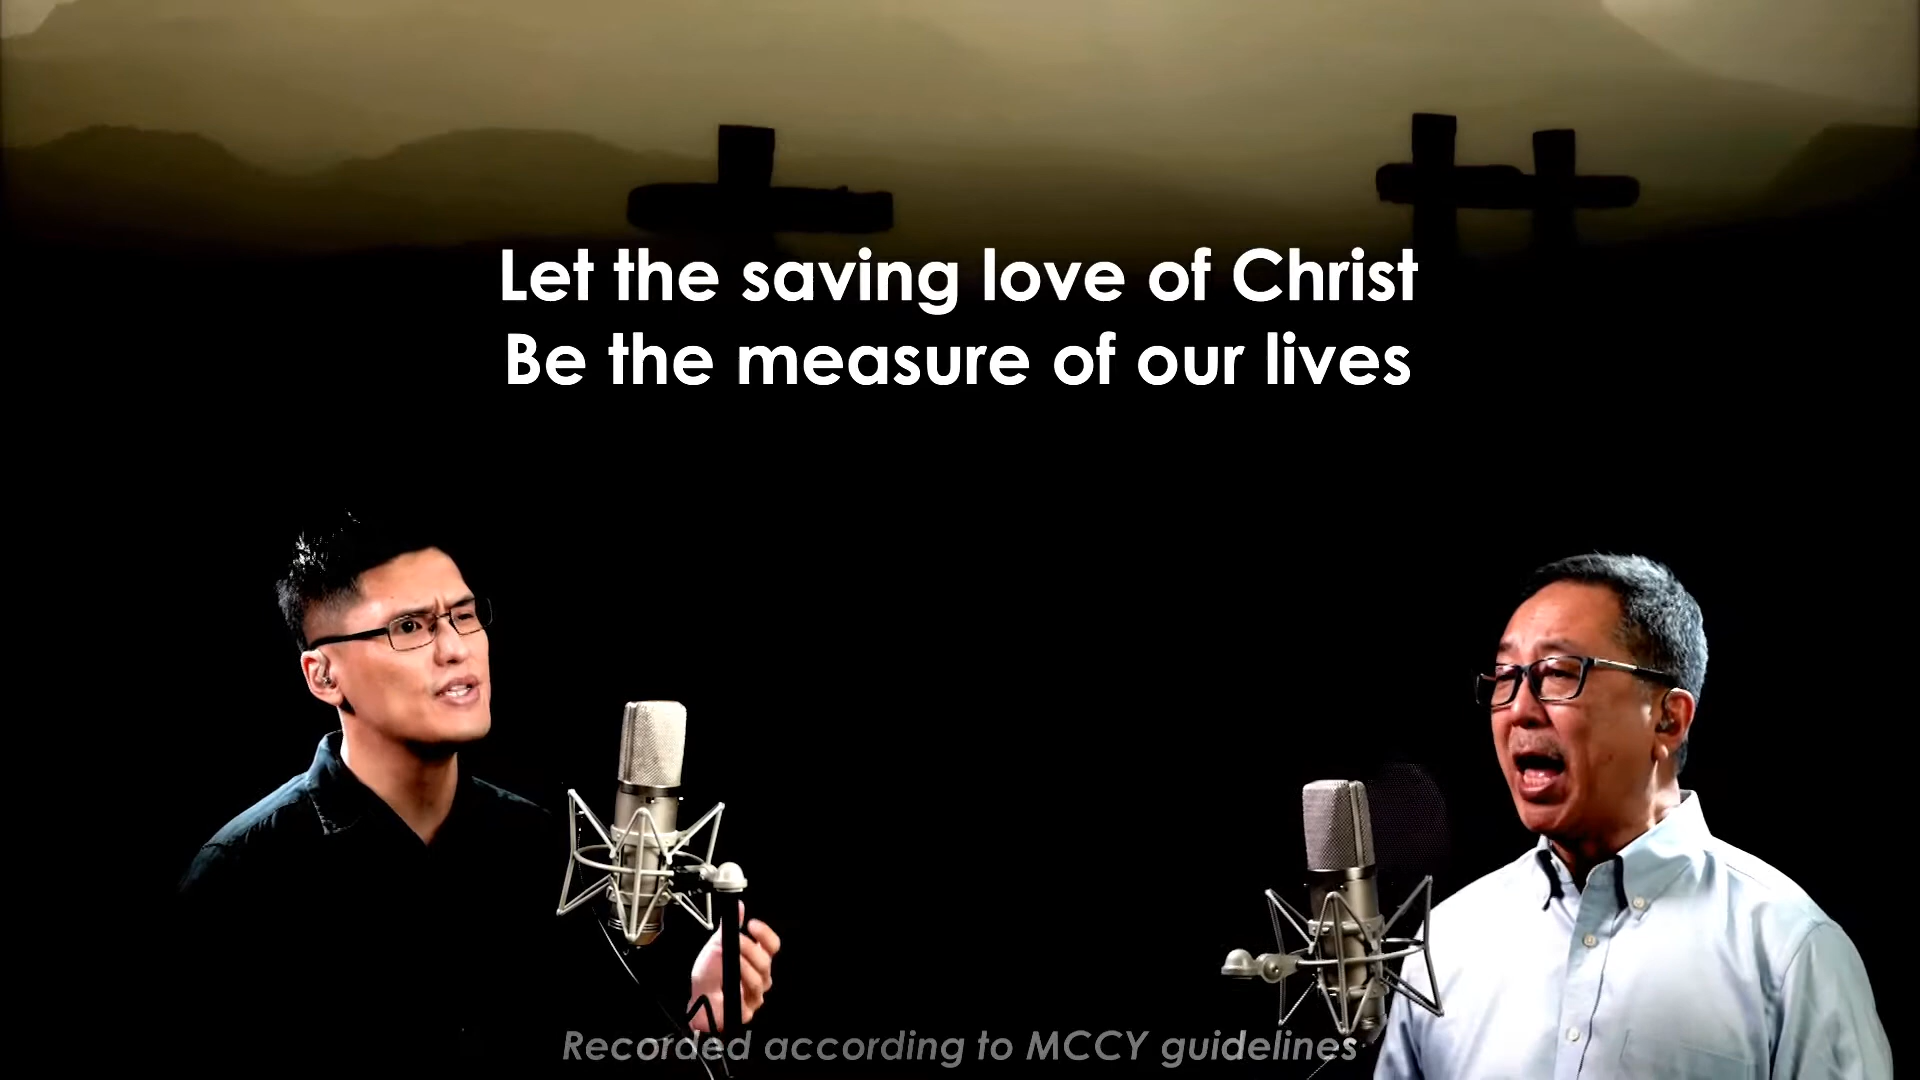 Let the saving love of Christ
Be the measure of our lives
Recorded according to MCCY guidelines